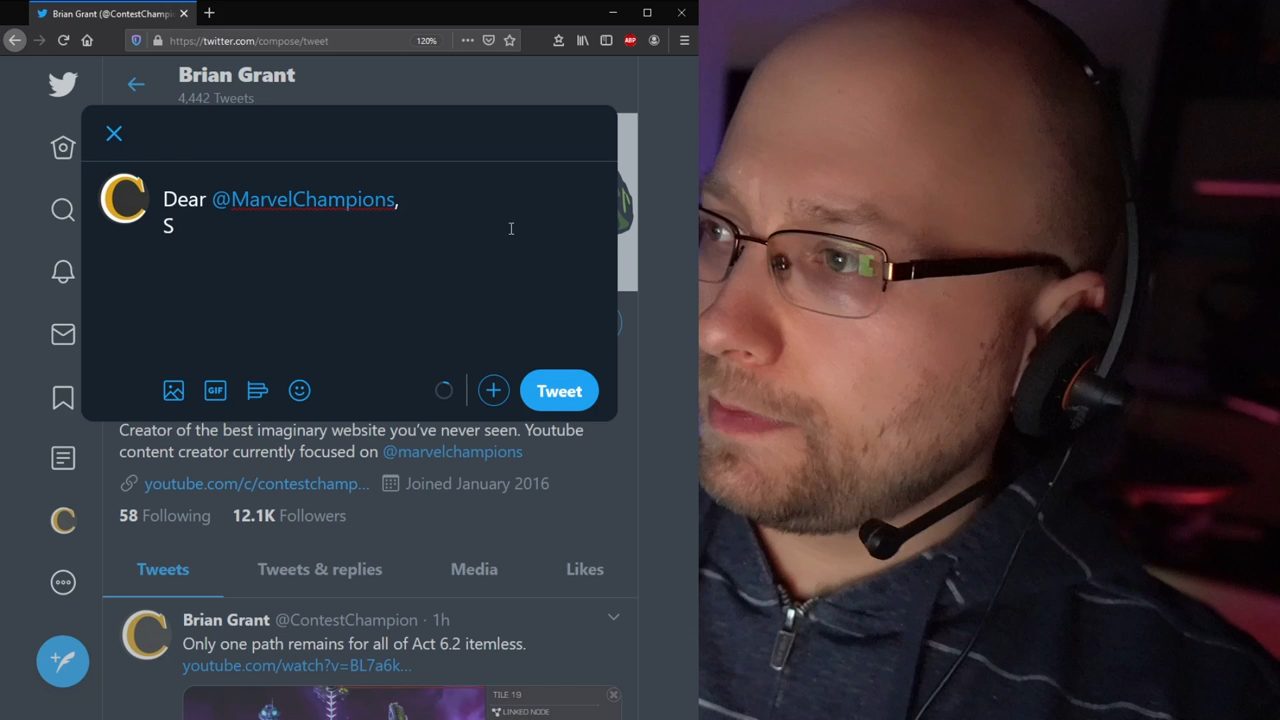 Brian Grant (@ContestChampi
https://twitter.com/compose/tweet
120%
ABP
Brian Grant
4,442 Tweets
Dear @MarvelChampions,
S
GIF
Tweet
Creator of the best imaginary website you've never seen. Youtube
content creator currently focused on @marvelchampions
youtube.com/c/contestchamp... Joined January 2016
58 Following 12.1K Followers
Tweets Tweets & replies Media Likes
Brian Grant @ContestChampion · 1h
Only one path remains for all of Act 6.2 itemless.
youtube.com/watch?v=BL7a6k...
TILE 19
LINKED NODE